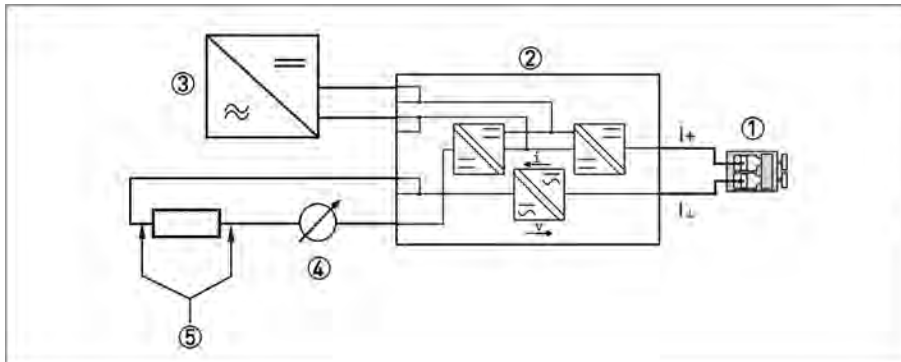 ②
③
①
i+
i
I⊥
v
④
⑤